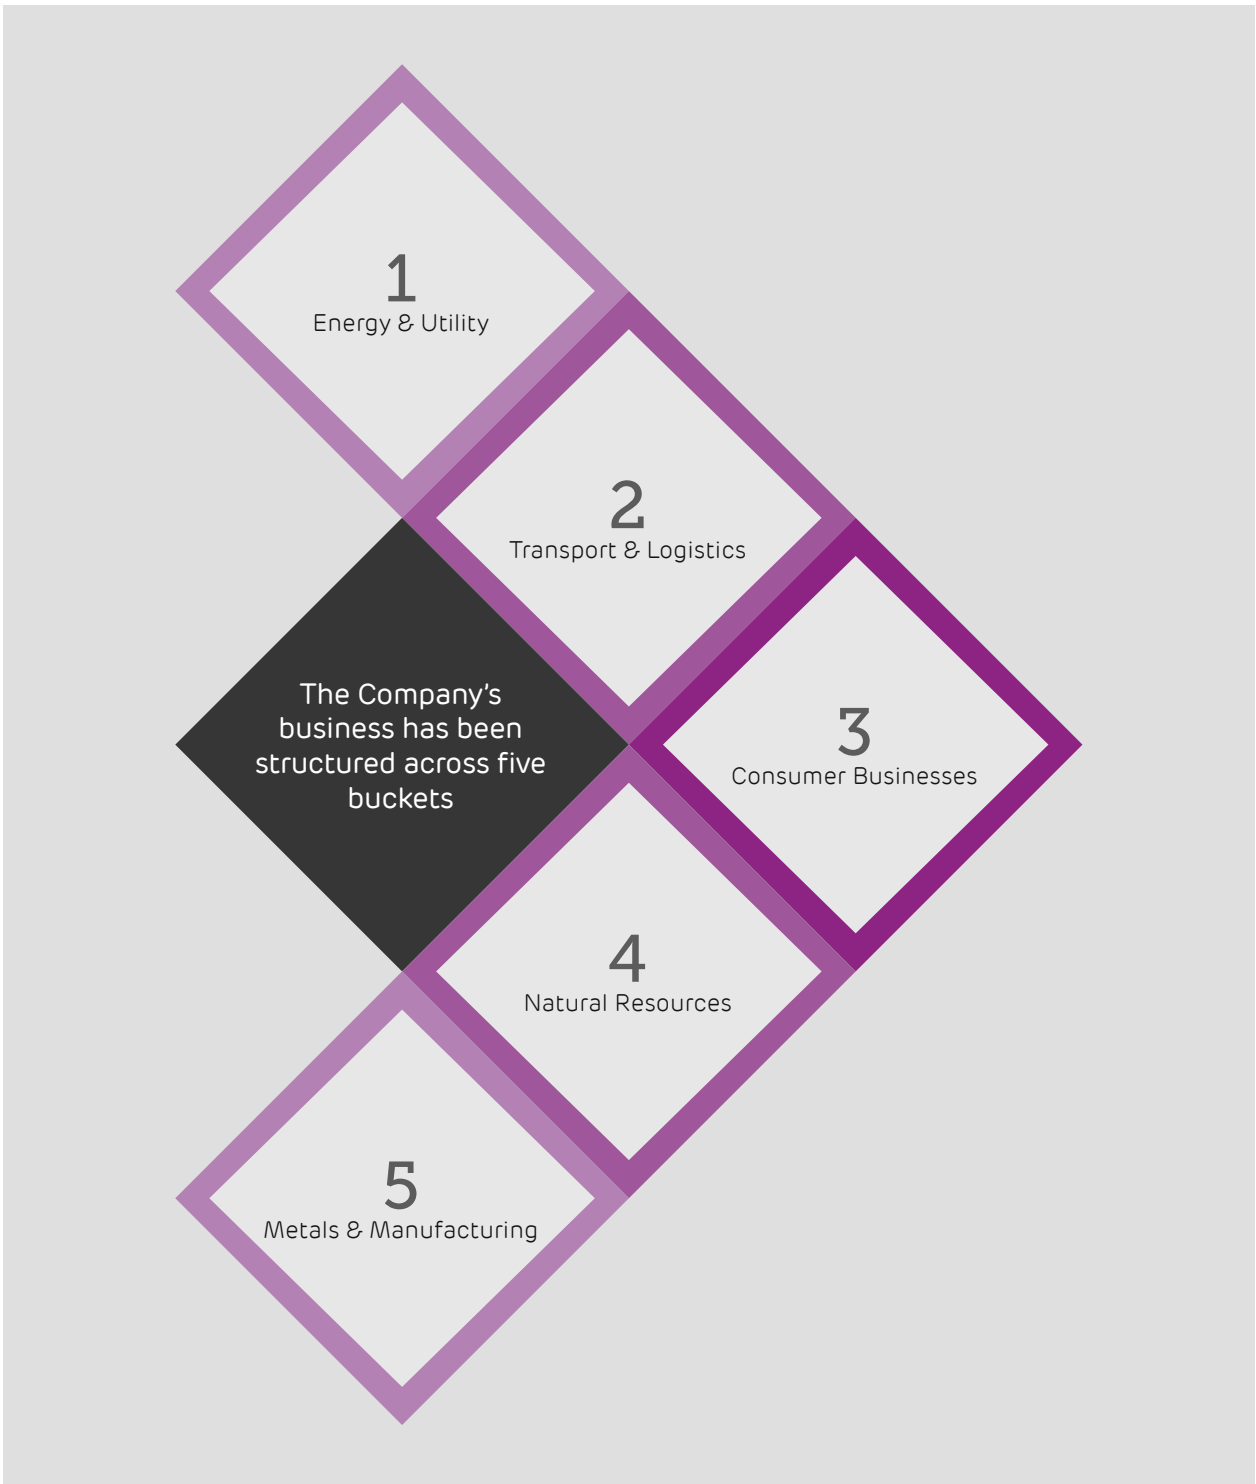 1
Energy & Utility
2
Transport & Logistics
The Company’s
business has been
structured across five
buckets
3
Consumer Businesses
4
Natural Resources
5
Metals & Manufacturing